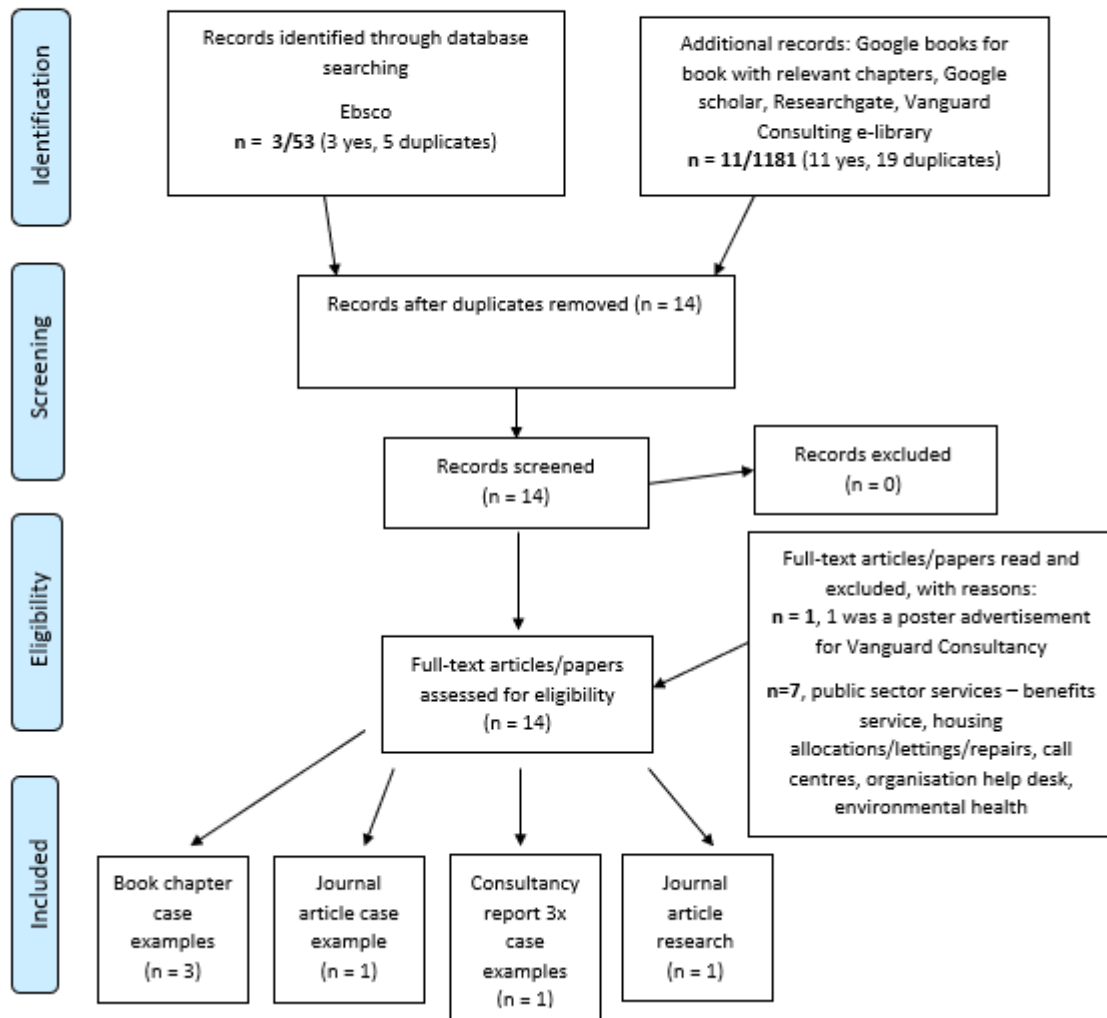 Identification
Records identified through database
searching
Ebsco
n = 3/53 (3 yes, 5 duplicates)
Additional records: Google books for
book with relevant chapters, Google
scholar, Researchgate, Vanguard
Consulting e-library
n = 11/1181 (11 yes, 19 duplicates)
Screening
Records after duplicates removed (n = 14)
Records screened
(n = 14)
Records excluded
(n = 0)
Eligibility
Full-text articles/papers
assessed for eligibility
(n = 14)
Full-text articles/papers read and
excluded, with reasons:
n = 1, 1 was a poster advertisement
for Vanguard Consultancy
n=7, public sector services – benefits
service, housing
allocations/lettings/repairs, call
centres, organisation help desk,
environmental health
Included
Book chapter
case
examples
(n = 3)
Journal
article case
example
(n = 1)
Consultancy
report 3x
case
examples
(n = 1)
Journal
article
research
(n = 1)